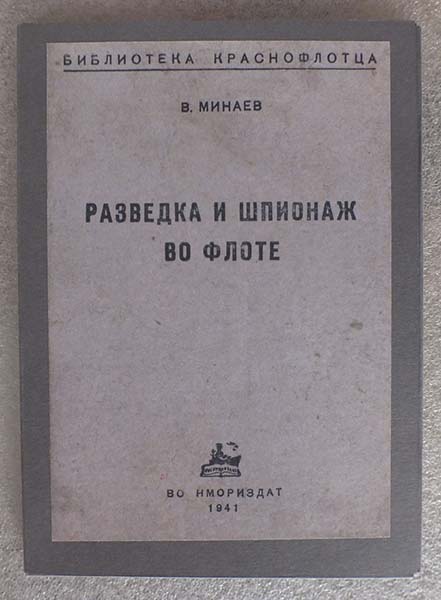 БИБЛИОТЕКА КРАСНОФЛОТЦА
В. МИНАЕВ
РАЗВЕДКА И ШПИОНАЖ
ВО ФЛОТЕ
ВО НМОРИЗДАТ
1941